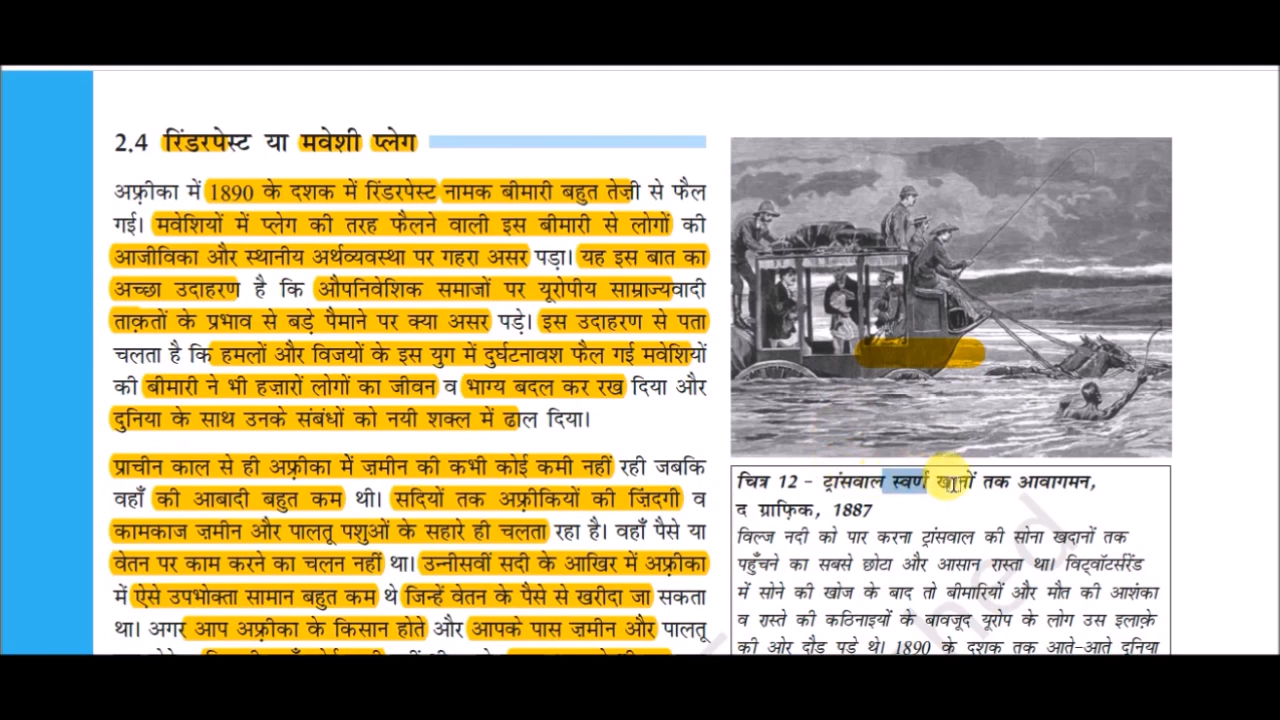 2.4 रिंडरपेस्ट या मवेशी प्लेग
अफ़्रीका में 1890 के दशक में रिंडरपेस्ट नामक बीमारी बहुत तेज़ी से फैल
गई। मवेशियों में प्लेग की तरह फैलने वाली इस बीमारी से लोगों की
आजीविका और स्थानीय अर्थव्यवस्था पर गहरा असर पड़ा। यह इस बात का
अच्छा उदाहरण है कि औपनिवेशिक समाजों पर यूरोपीय साम्राज्यवादी
ताक़तों के प्रभाव से बड़े पैमाने पर क्या असर पड़े। इस उदाहरण से पता
चलता है कि हमलों और विजयों के इस युग में दुर्घटनावश फैल गई मवेशियों
की बीमारी ने भी हज़ारों लोगों का जीवन व भाग्य बदल कर रख दिया और
दुनिया के साथ उनके संबंधों को नयी शक्ल में ढाल दिया।
प्राचीन काल से ही अफ़्रीका में ज़मीन की कभी कोई कमी नहीं रही जबकि
वहाँ की आबादी बहुत कम थी। सदियों तक अफ़्रीकियों की ज़िंदगी व
कामकाज ज़मीन और पालतू पशुओं के सहारे ही चलता रहा है। वहाँ पैसे या
वेतन पर काम करने का चलन नहीं था। उन्नीसवीं सदी के आखिर में अफ़्रीका
में ऐसे उपभोक्ता सामान बहुत कम थे जिन्हें वेतन के पैसे से खरीदा जा सकता
था। अगर आप अफ़्रीका के किसान होते और आपके पास ज़मीन और पालतू
चित्र 12 – ट्रांसवाल स्वर्ण खानों तक आवागमन,
द ग्राफ़िक, 1887
विल्ज नदी को पार करना ट्रांसवाल की सोना खदानों तक
पहुँचने का सबसे छोटा और आसान रास्ता था। विट्वॉटर्सरैंड
में सोने की खोज के बाद तो बीमारियों और मौत की आशंका
व रास्ते की कठिनाइयों के बावजूद यूरोप के लोग उस इलाक़े
की ओर दौड़ पड़े थे। 1890 के दशक तक आते-आते दुनिया